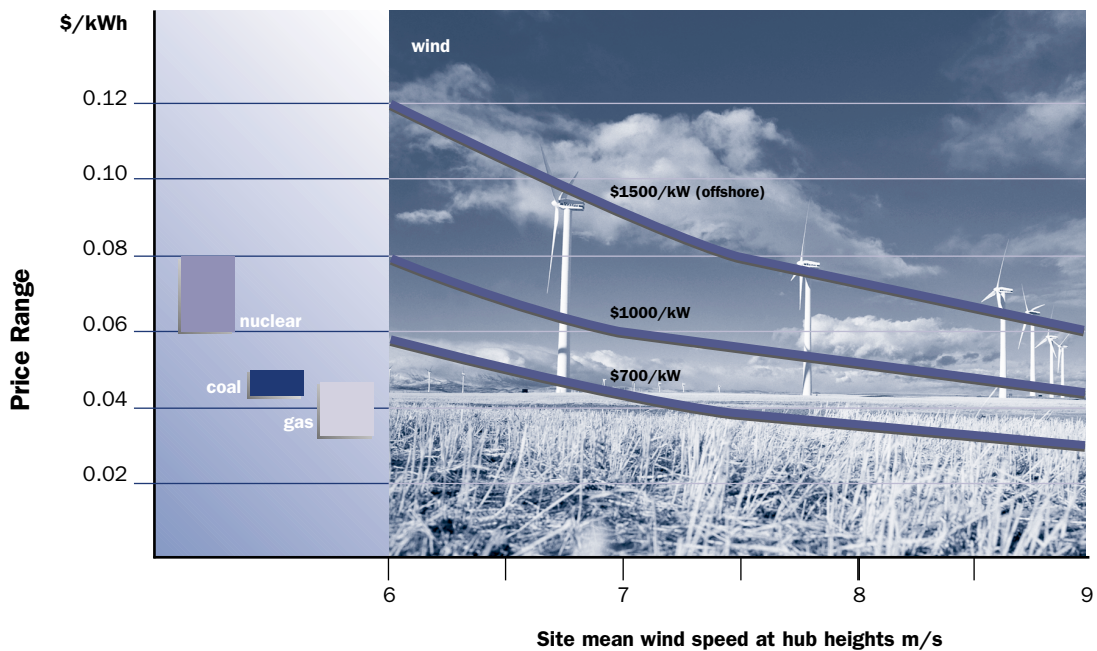 $/kWh
wind
0.12
0.10
$1500/kW (offshore)
0.08
nuclear
$1000/kW
0.06
coal
$700/kW
0.04
gas
0.02
Price Range
6
7
8
9
Site mean wind speed at hub heights m/s